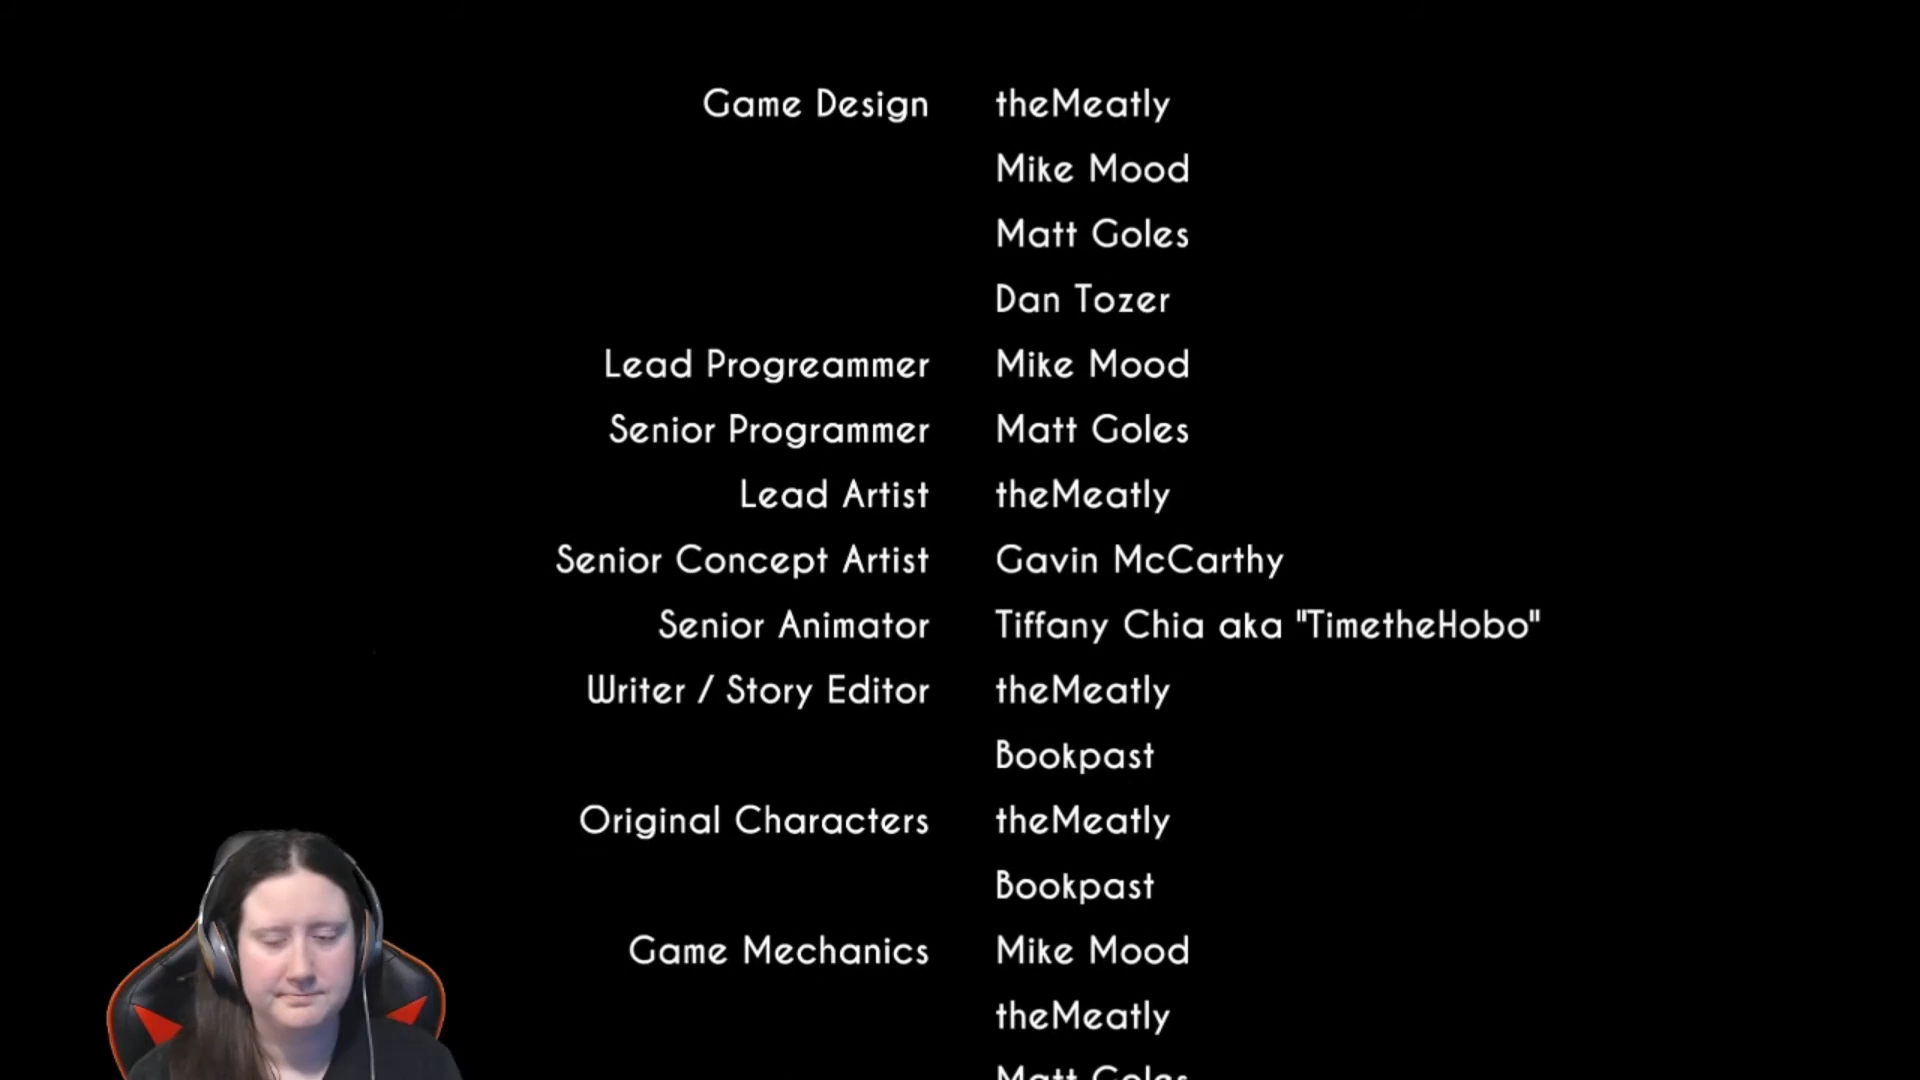 Game Design theMeatly
Mike Mood
Matt Goles
Dan Tozer
Lead Progreammer Mike Mood
Senior Programmer Matt Goles
Lead Artist theMeatly
Senior Concept Artist Gavin McCarthy
Senior Animator Tiffany Chia aka "TimetheHobo"
Writer / Story Editor theMeatly
Bookpast
Original Characters theMeatly
Bookpast
Game Mechanics Mike Mood
theMeatly
Matt Goles